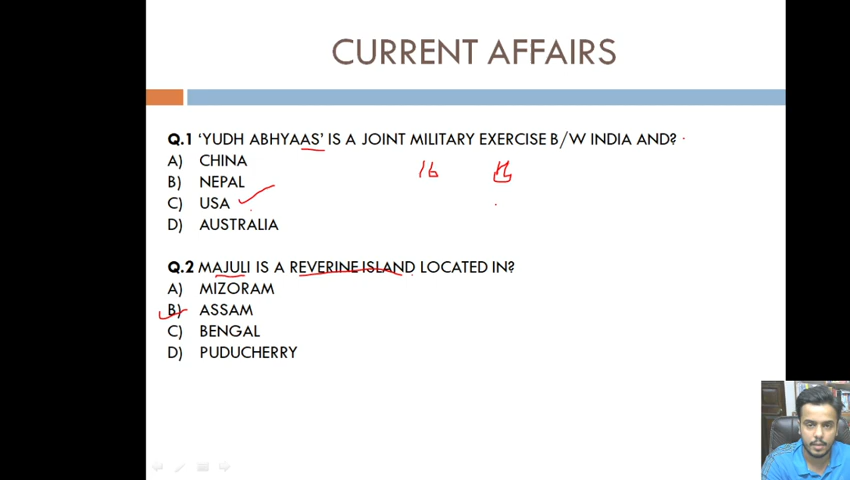 CURRENT AFFAIRS
Q.1 ‘YUDH ABHYAAS’ IS A JOINT MILITARY EXERCISE B/W INDIA AND?
A) CHINA
16
B) NEPAL
C) USA
D) AUSTRALIA
Q.2 MAJULI IS A REVERINE ISLAND LOCATED IN?
A) MIZORAM
B) ASSAM
C) BENGAL
D) PUDUCHERRY